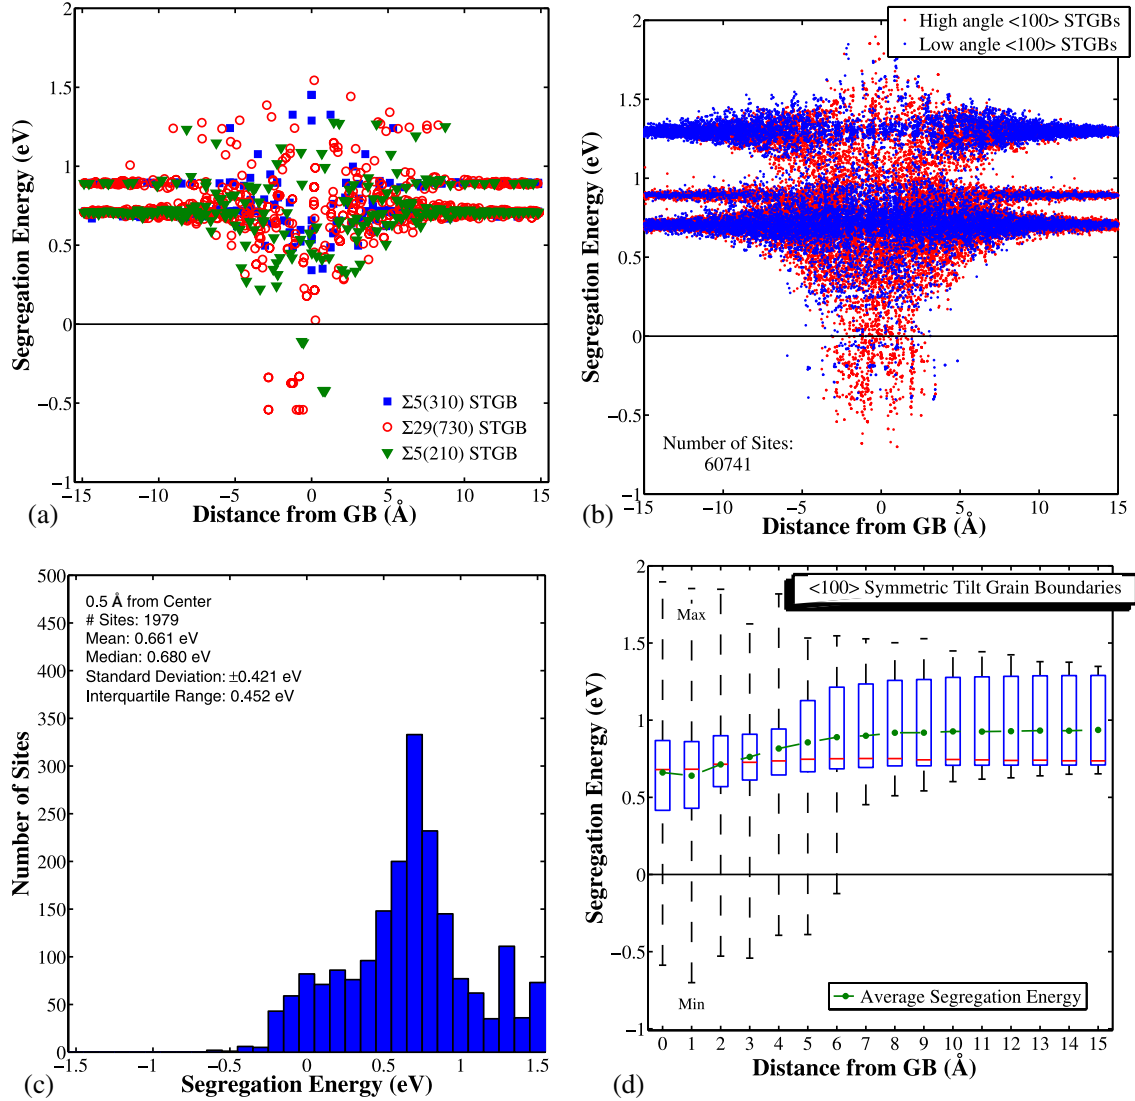 2
1.5
1
0.5
0
−0.5
−1
−15
−10
−5
0
5
10
15
Segregation Energy (eV)
Distance from GB (Å)
Σ5(310) STGB
Σ29(730) STGB
Σ5(210) STGB
(a)
High angle <100> STGBs
Low angle <100> STGBs
2
1.5
1
0.5
0
−0.5
−1
−15
−10
−5
0
5
10
15
Segregation Energy (eV)
Distance from GB (Å)
Number of Sites:
60741
(b)
500
450
400
350
300
250
200
150
100
50
0
−1.5
−1
−0.5
0
0.5
1
1.5
Number of Sites
Segregation Energy (eV)
0.5 Å from Center
# Sites: 1979
Mean: 0.661 eV
Median: 0.680 eV
Standard Deviation: ±0.421 eV
Interquartile Range: 0.452 eV
(c)
<100> Symmetric Tilt Grain Boundaries
Max
Min
2
1.5
1
0.5
0
−0.5
−1
0 1 2 3 4 5 6 7 8 9 10 11 12 13 14 15
Segregation Energy (eV)
Distance from GB (Å)
Average Segregation Energy
(d)